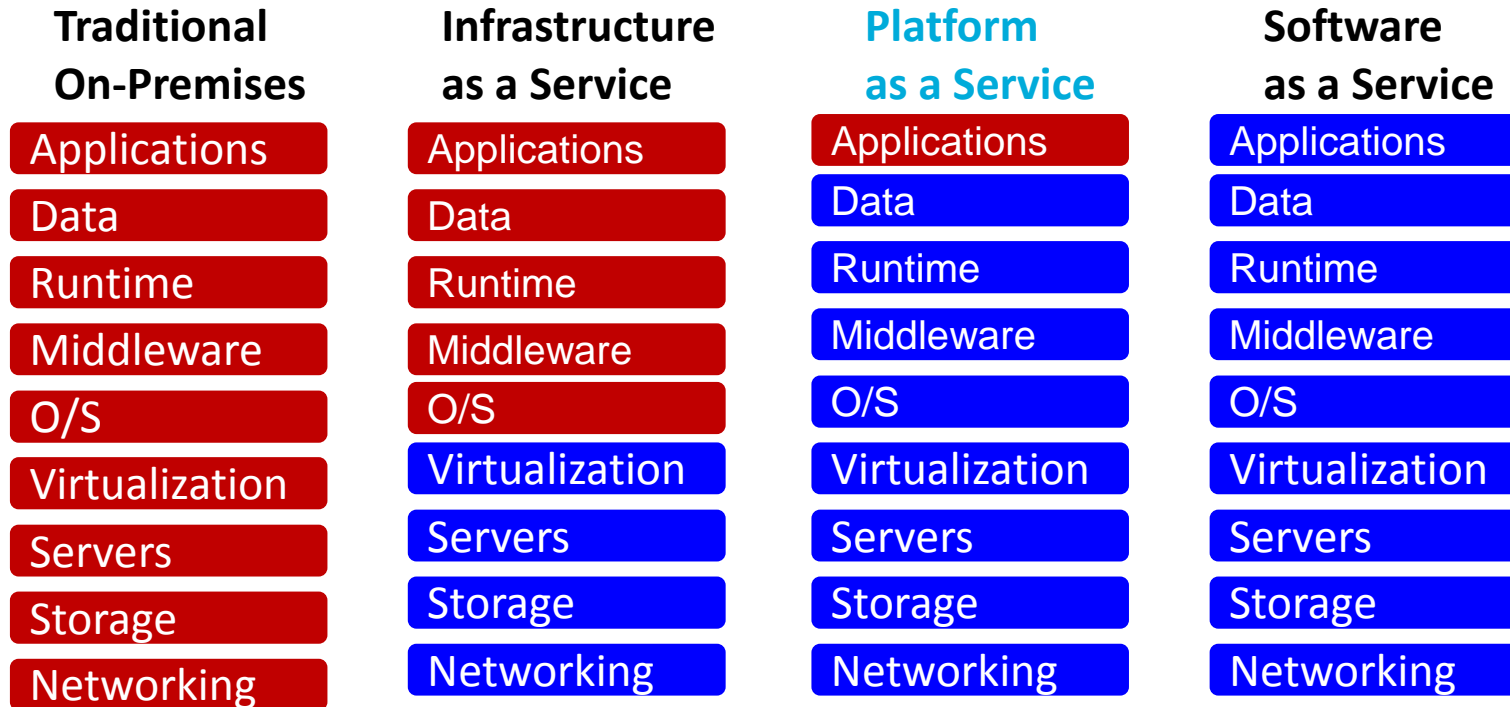 Traditional
On-Premises
Applications
Data
Runtime
Middleware
O/S
Virtualization
Servers
Storage
Networking
Infrastructure
as a Service
Applications
Data
Runtime
Middleware
O/S
Virtualization
Servers
Storage
Networking
Platform
as a Service
Applications
Data
Runtime
Middleware
O/S
Virtualization
Servers
Storage
Networking
Software
as a Service
Applications
Data
Runtime
Middleware
O/S
Virtualization
Servers
Storage
Networking